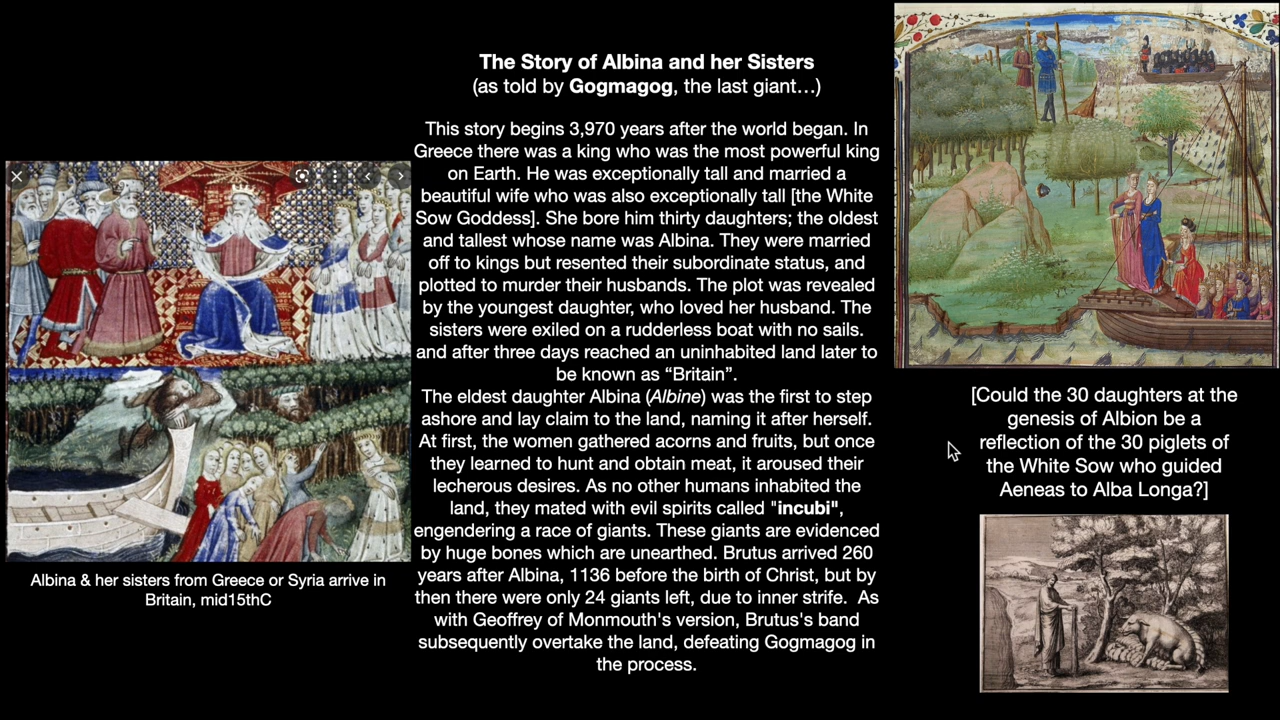 The Story of Albina and her Sisters
(as told by Gogmagog, the last giant…)
This story begins 3,970 years after the world began. In
Greece there was a king who was the most powerful king
on Earth. He was exceptionally tall and married a
beautiful wife who was also exceptionally tall [the White
Sow Goddess]. She bore him thirty daughters; the oldest
and tallest whose name was Albina. They were married
off to kings but resented their subordinate status, and
plotted to murder their husbands. The plot was revealed
by the youngest daughter, who loved her husband. The
sisters were exiled on a rudderless boat with no sails.
and after three days reached an uninhabited land later to
be known as “Britain”.
The eldest daughter Albina (Albine) was the first to step
ashore and lay claim to the land, naming it after herself.
At first, the women gathered acorns and fruits, but once
they learned to hunt and obtain meat, it aroused their
lecherous desires. As no other humans inhabited the
land, they mated with evil spirits called "incubi",
engendering a race of giants. These giants are evidenced
by huge bones which are unearthed. Brutus arrived 260
years after Albina, 1136 before the birth of Christ, but by
then there were only 24 giants left, due to inner strife.  As
with Geoffrey of Monmouth's version, Brutus's band
subsequently overtake the land, defeating Gogmagog in
the process.
Albina & her sisters from Greece or Syria arrive in
Britain, mid15thC
[Could the 30 daughters at the
genesis of Albion be a
reflection of the 30 piglets of
the White Sow who guided
Aeneas to Alba Longa?]